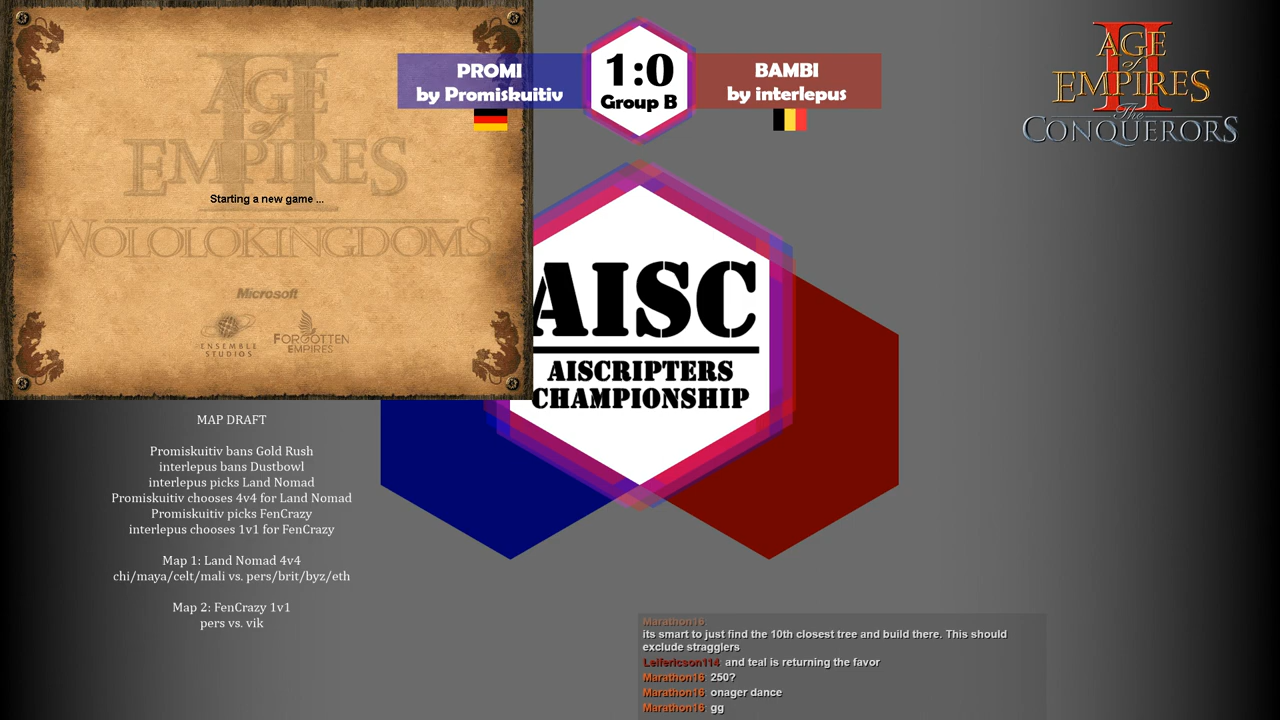 AGE
of
EMPIRES
II
Starting a new game ...
WOLOLOKINGDOMS
Microsoft
ENSEMBLE
STUDIOS
FORGOTTEN
EMPIRES
PROMI
by Promiskuitiv
1:0
Group B
BAMBI
by interlepus
AGE
of
EMPIRES
II
The
CONQUERORS
AISC
AISCRIPTERS
CHAMPIONSHIP
MAP DRAFT
Promiskuitiv bans Gold Rush
interlepus bans Dustbowl
interlepus picks Land Nomad
Promiskuitiv chooses 4v4 for Land Nomad
Promiskuitiv picks FenCrazy
interlepus chooses 1v1 for FenCrazy
Map 1: Land Nomad 4v4
chi/maya/celt/mali vs. pers/brit/byz/eth
Map 2: FenCrazy 1v1
pers vs. vik
Marathon16
its smart to just find the 10th closest tree and build there. This should
exclude stragglers
Leifericson114 and teal is returning the favor
Marathon16 250?
Marathon16 onager dance
Marathon16 gg